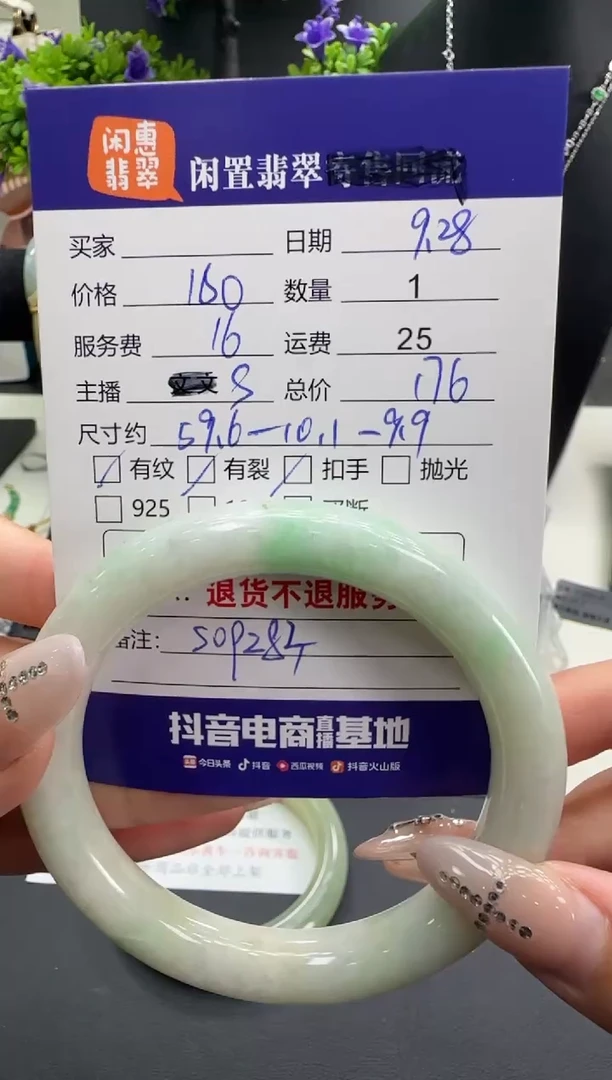 闲惠
翡翠
闲置翡翠
买家 日期 9.28
价格 160 数量 1
服务费 16 运费 25
主播 S 总价 176
尺寸约 59.6-10.1-9.9
有纹 有裂 扣手 抛光
925
退货不退服务
备注: SOP284
抖音电商直播基地
今日头条 抖音 西瓜视频 抖音火山版